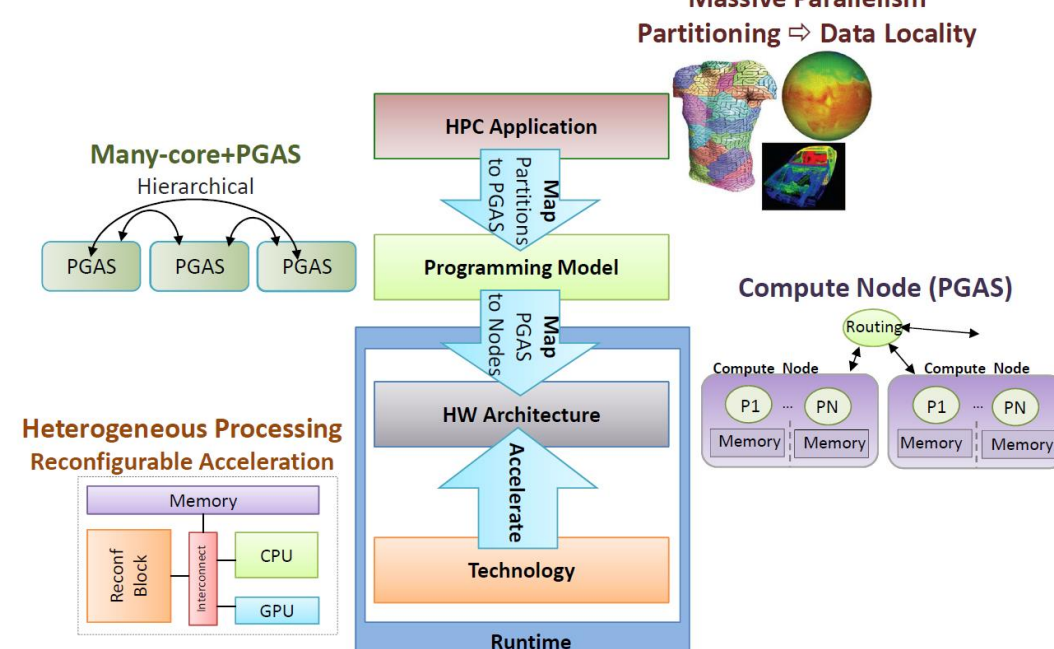 Massive Parallelism
Partitioning ⇨ Data Locality
HPC Application
Many-core+PGAS
Hierarchical
PGAS
PGAS
PGAS
Map
Partitions
to PGAS
Programming Model
Map
PGAS
to Nodes
Compute Node (PGAS)
Routing
Compute Node
Compute Node
P1
...
PN
P1
...
PN
Memory
Memory
Memory
Memory
HW Architecture
Heterogeneous Processing
Reconfigurable Acceleration
Memory
Reconf
Block
Interconnect
CPU
GPU
Accelerate
Technology
Runtime